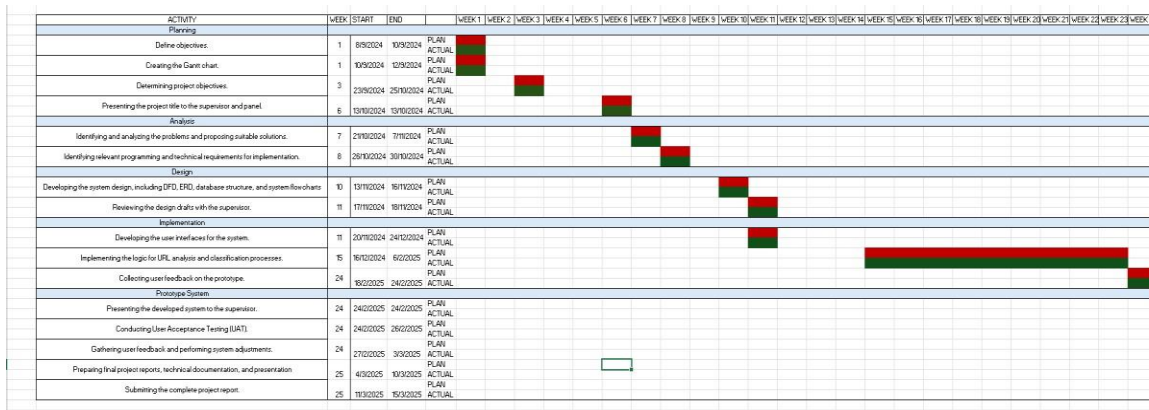 ACTIVITY WEEK START END WEEK 1 WEEK 2 WEEK 3 WEEK 4 WEEK 5 WEEK 6 WEEK 7 WEEK 8 WEEK 9 WEEK 10 WEEK 11 WEEK 12 WEEK 13 WEEK 14 WEEK 15 WEEK 16 WEEK 17 WEEK 18 WEEK 19 WEEK 20 WEEK 21 WEEK 22 WEEK 23 WEEK
Planning
Define objectives. 1 8/9/2024 10/9/2024 PLAN
ACTUAL
Creating the Gantt chart. 1 10/9/2024 12/9/2024 PLAN
ACTUAL
Determining project objectives. 3 23/9/2024 25/10/2024 PLAN
ACTUAL
Presenting the project title to the supervisor and panel. 6 13/10/2024 13/10/2024 PLAN
ACTUAL
Analysis
Identifying and analyzing the problems and proposing suitable solutions. 7 21/10/2024 7/11/2024 PLAN
ACTUAL
Identifying relevant programming and technical requirements for implementation. 8 26/10/2024 30/10/2024 PLAN
ACTUAL
Design
Developing the system design, including DFD, ERD, database structure, and system flowcharts 10 13/11/2024 16/11/2024 PLAN
ACTUAL
Reviewing the design drafts with the supervisor. 11 17/11/2024 18/11/2024 PLAN
ACTUAL
Implementation
Developing the user interfaces for the system. 11 20/11/2024 24/12/2024 PLAN
ACTUAL
Implementing the logic for URL analysis and classification processes. 15 16/12/2024 6/2/2025 PLAN
ACTUAL
Collecting user feedback on the prototype. 24 18/2/2025 24/2/2025 PLAN
ACTUAL
Prototype System
Presenting the developed system to the supervisor. 24 24/2/2025 24/2/2025 PLAN
ACTUAL
Conducting User Acceptance Testing (UAT). 24 24/2/2025 26/2/2025 PLAN
ACTUAL
Gathering user feedback and performing system adjustments. 24 27/2/2025 3/3/2025 PLAN
ACTUAL
Preparing final project reports, technical documentation, and presentation 25 4/3/2025 10/3/2025 PLAN
ACTUAL
Submitting the complete project report. 25 11/3/2025 15/3/2025 PLAN
ACTUAL